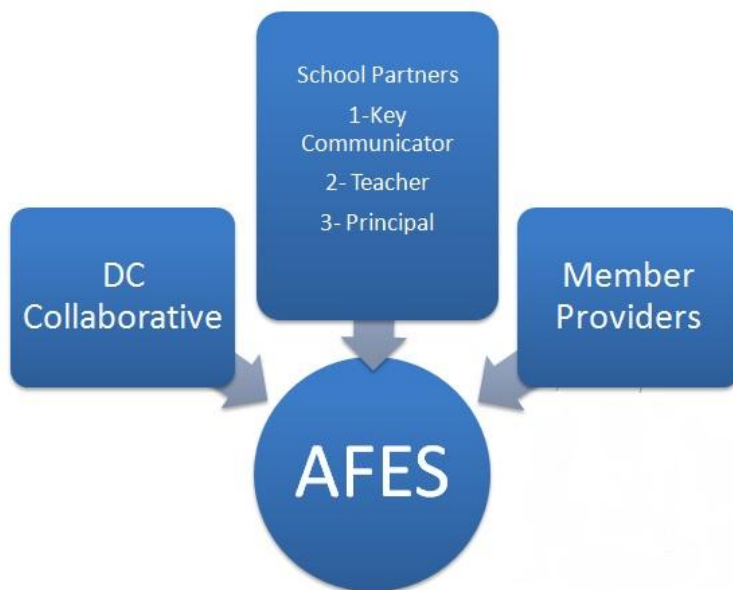 School Partners
1-Key
Communicator
2- Teacher
3- Principal
DC
Collaborative
Member
Providers
AFES